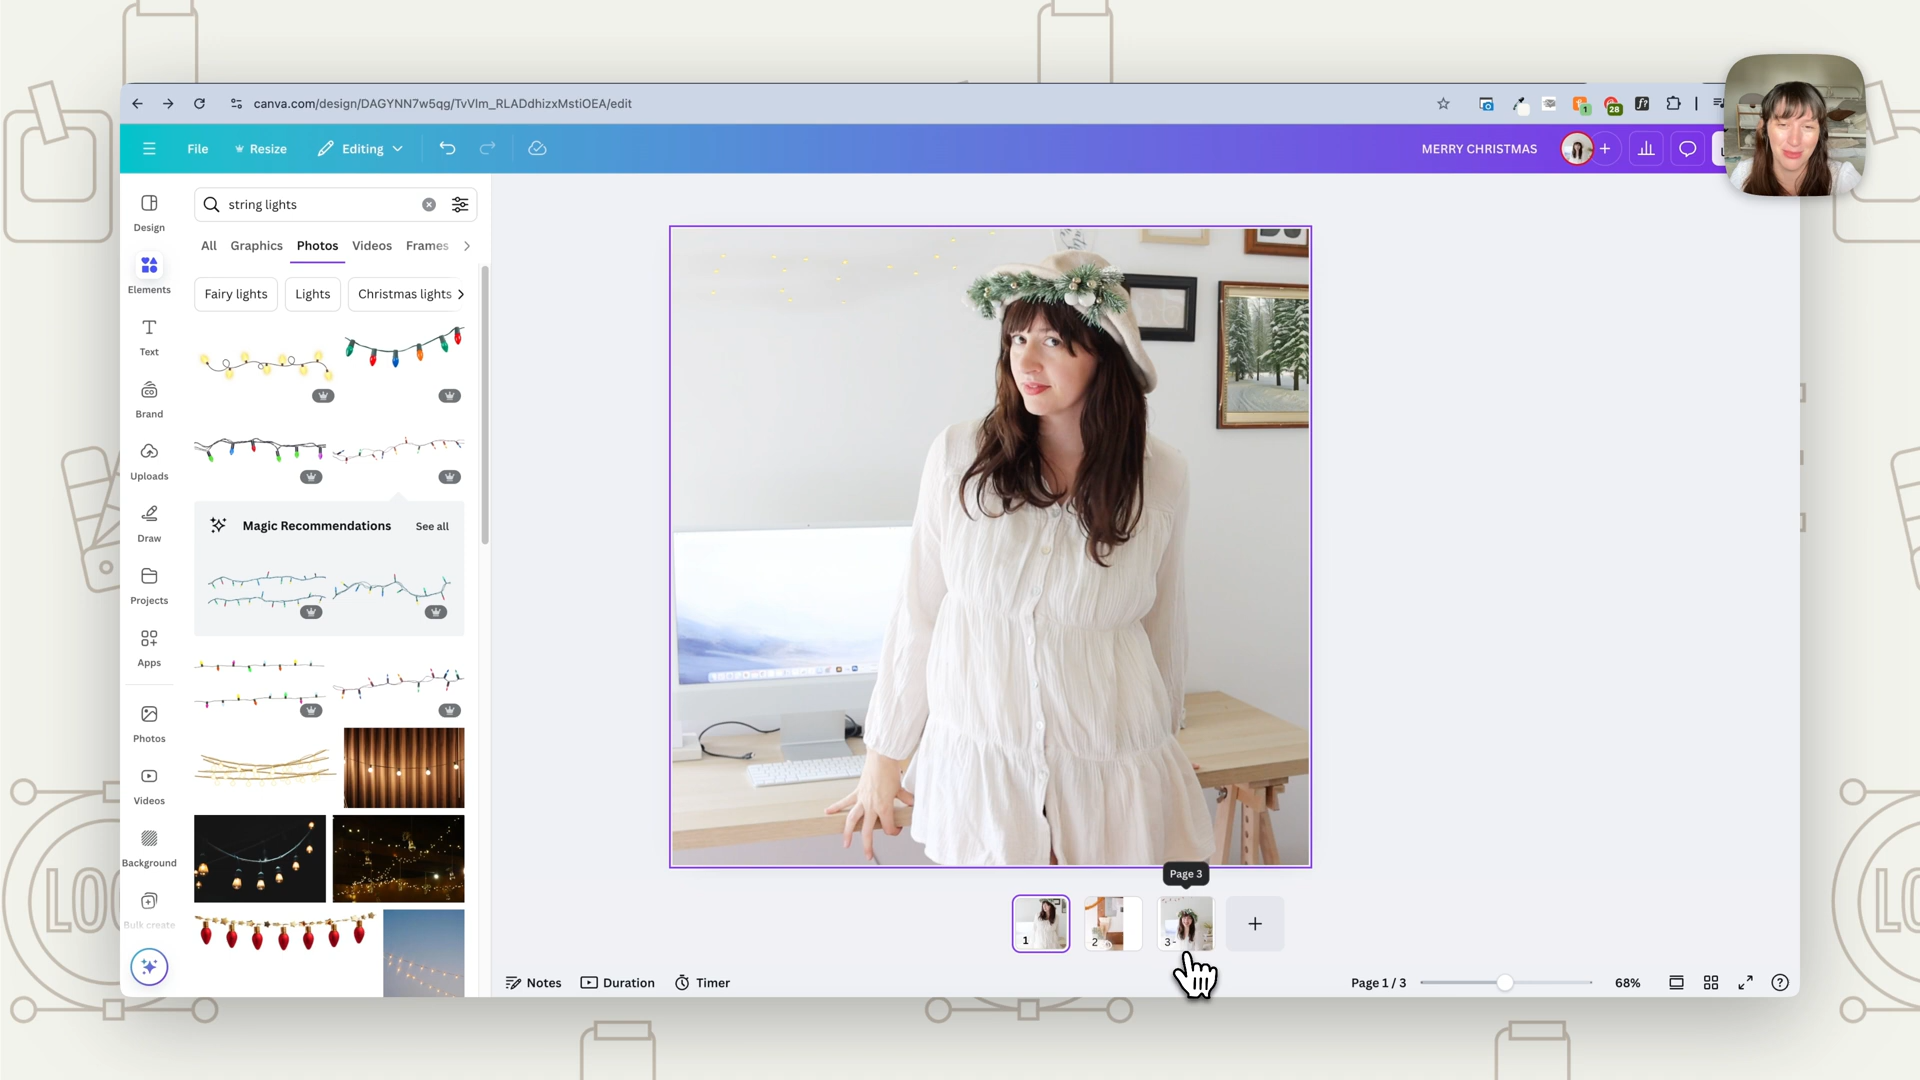 canva.com/design/DAGYNN7w5qg/TvVlm_RLADdhizxMstiOEA/edit
1
28
f?
File
Resize
Editing
MERRY CHRISTMAS
string lights
All
Graphics
Photos
Videos
Frames
Fairy lights
Lights
Christmas lights
Design
Elements
Text
Brand
Uploads
Draw
Projects
Apps
Photos
Videos
Background
Bulk create
Magic Recommendations
See all
Page 3
1
2
3
Notes
Duration
Timer
Page 1 / 3
68%